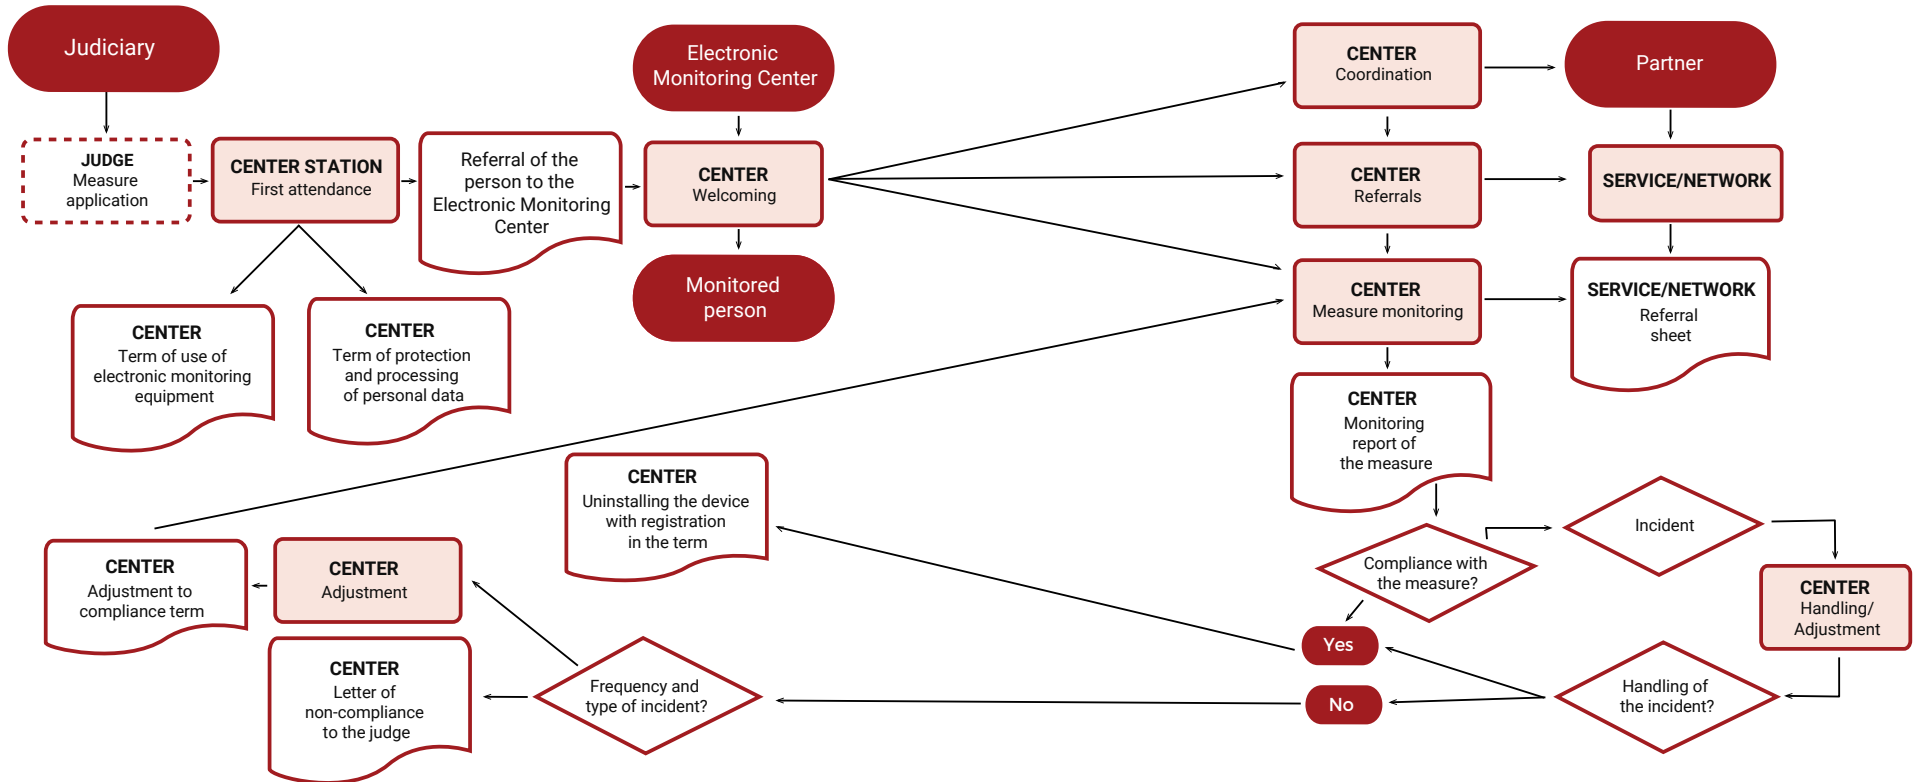 Judiciary
Electronic
Monitoring Center
CENTER
Coordination
Partner
JUDGE
Measure
application
CENTER STATION
First attendance
Referral of the
person to the
Electronic Monitoring
Center
CENTER
Welcoming
CENTER
Referrals
SERVICE/NETWORK
Monitored
person
CENTER
Measure monitoring
SERVICE/NETWORK
Referral
sheet
CENTER
Term of use of
electronic monitoring
equipment
CENTER
Term of protection
and processing
of personal data
CENTER
Monitoring
report of
the measure
CENTER
Uninstalling the device
with registration
in the term
Incident
Compliance with
the measure?
CENTER
Handling/
Adjustment
CENTER
Adjustment to
compliance term
CENTER
Adjustment
Yes
CENTER
Letter of
non-compliance
to the judge
Frequency and
type of incident?
No
Handling of
the incident?